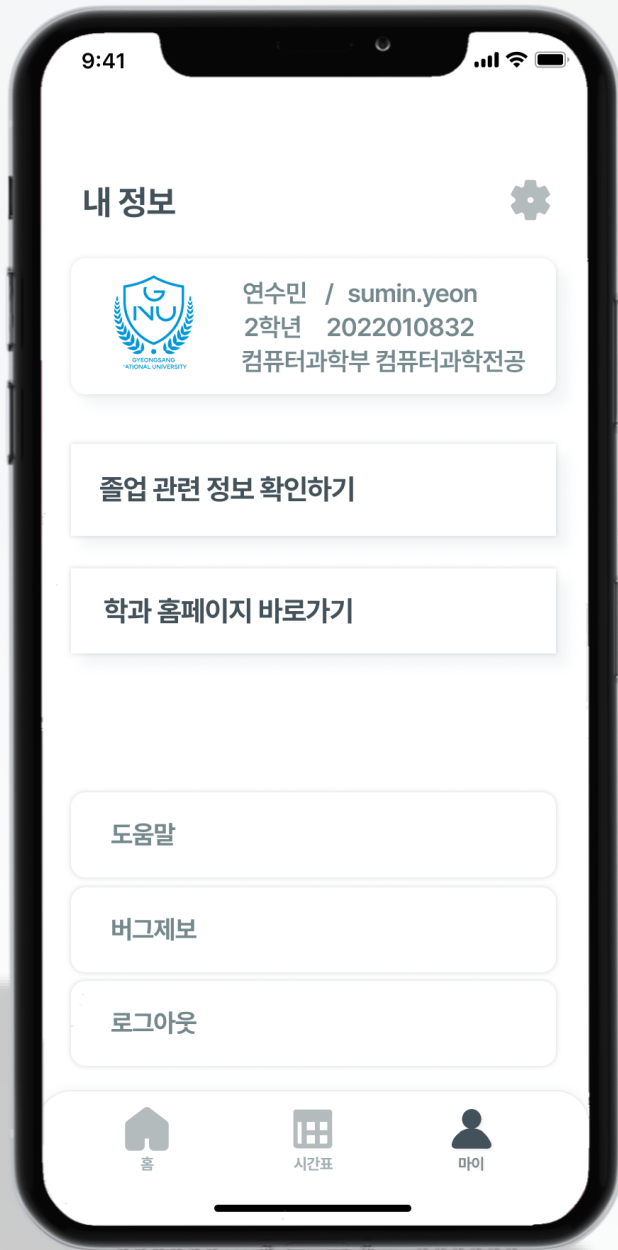 9:41
내 정보
GNU
GYEONGSANG
NATIONAL UNIVERSITY
연수민 / sumin.yeon
2학년 2022010832
컴퓨터과학부 컴퓨터과학전공
졸업 관련 정보 확인하기
학과 홈페이지 바로가기
도움말
버그제보
로그아웃
홈 시간표 마이